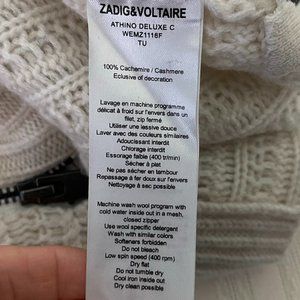 ZADIG&VOLTAIRE
ATHINO DELUXE C
WEMZ1116F
TU
100% Cachemire / Cashmere
Eclusive of decoration
Lavage en machine programme
délicat à froid sur l'envers dans un
filet, zip fermé
Utiliser une lessive douce
Laver avec des couleurs similaires
Adoucissant interdit
Chlorage interdit
Essorage faible (400 tr/min)
Sécher à plat
Ne pas sécher en tambour
Repassage à fer doux sur l'envers
Nettoyage à sec possible
Machine wash wool program with
cold water inside out in a mesh,
closed zipper
Use wool specific detergent
Wash with similar colors
Softeners forbidden
Do not bleach
Low spin speed (400 rpm)
Dry flat
Do not tumble dry
Cool iron inside out
Dry clean possible